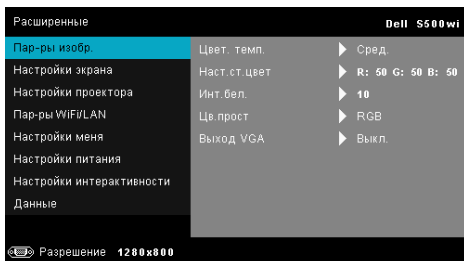 Расширенные Dell S500wi
Пар-ры изобр. Цвет. темп. Сред.
Настройки экрана Наст.ст.цвет R: 50 G: 50 B: 50
Настройки проектора Инт.бел. 10
Пар-ры WiFi/LAN Цв.прост RGB
Настройки меня Выход VGA Выкл.
Настройки питания
Настройки интерактивности
Данные
Разрешение 1280x800